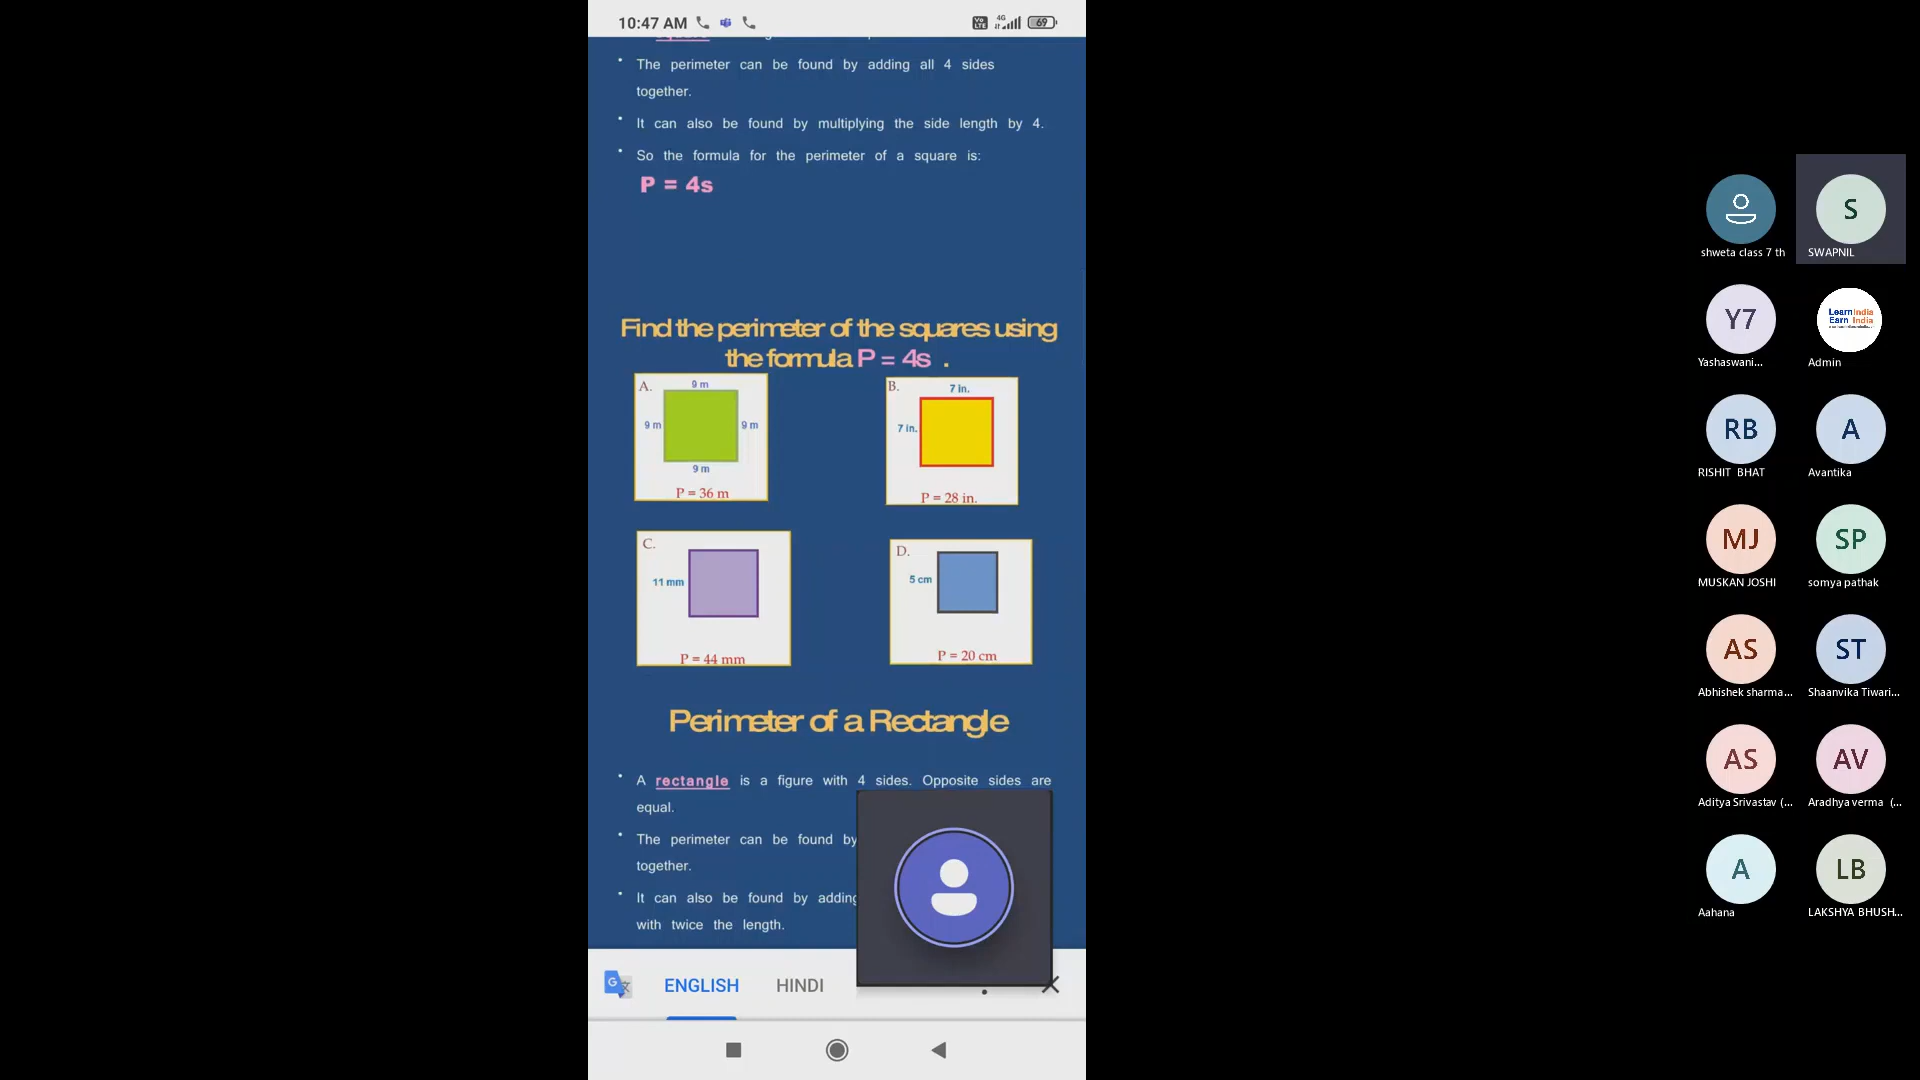 10:47 AM
Vo LTE
4G
69
• The perimeter can be found by adding all 4 sides
together.
• It can also be found by multiplying the side length by 4.
• So the formula for the perimeter of a square is:
P = 4s
Find the perimeter of the squares using
the formula P = 4s .
A.
9 m
9 m
9 m
9 m
P = 36 m
B.
7 in.
7 in.
P = 28 in.
C.
11 mm
P = 44 mm
D.
5 cm
P = 20 cm
Perimeter of a Rectangle
• A rectangle is a figure with 4 sides. Opposite sides are
equal.
• The perimeter can be found by
together.
• It can also be found by adding
with twice the length.
ENGLISH
HINDI
shweta class 7 th
S
SWAPNIL
Y7
Yashaswani...
LearnIndia
Earn India
Admin
RB
RISHIT BHAT
A
Avantika
MJ
MUSKAN JOSHI
SP
somya pathak
AS
Abhishek sharma...
ST
Shaanvika Tiwari...
AS
Aditya Srivastav (...
AV
Aradhya verma (...
A
Aahana
LB
LAKSHYA BHUSH...